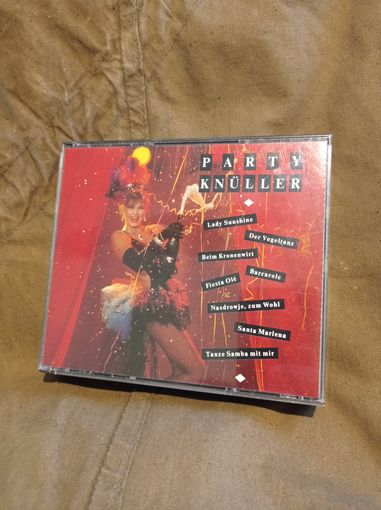 PARTY
KNÜLLER
Lady Sunshine
Der Vogeltanz
Beim Kronenwirt
Barcarole
Fiesta Olé
Nasdrowje, zum Wohl
Santa Marlena
Tanze Samba mit mir